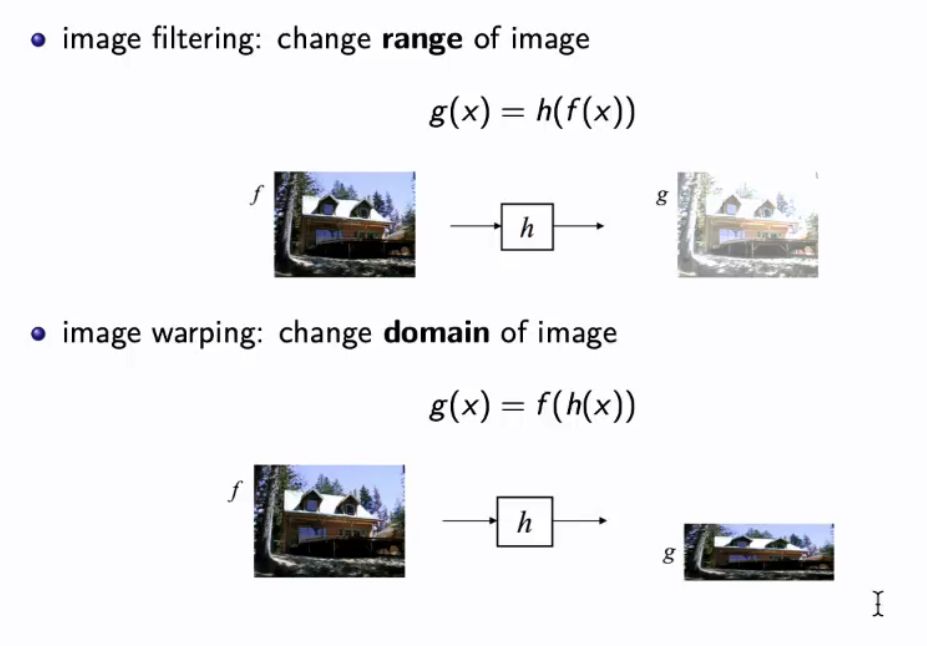 image filtering: change range of image
g(x) = h(f(x))
f
h
g
image warping: change domain of image
g(x) = f(h(x))
f
h
g